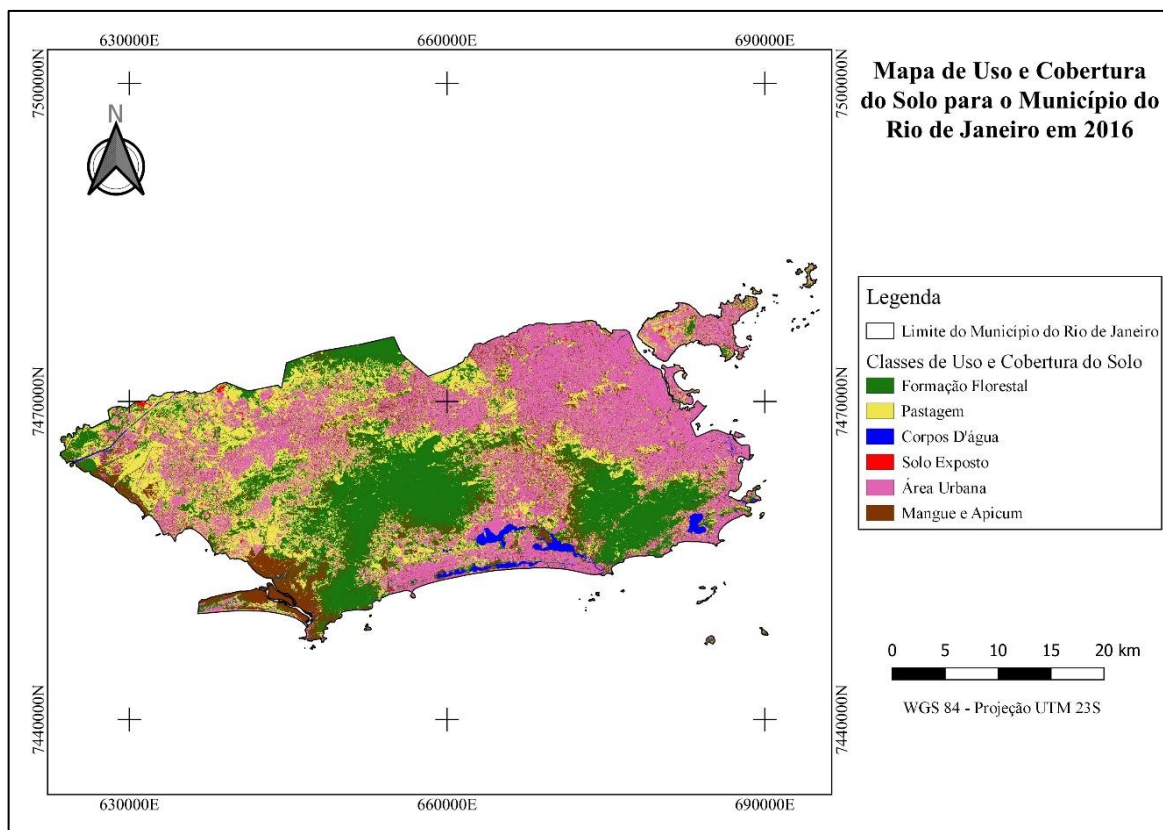 630000E
660000E
690000E
7500000N
7500000N
Mapa de Uso e Cobertura
do Solo para o Município do
Rio de Janeiro em 2016
N
Legenda
Limite do Município do Rio de Janeiro
Classes de Uso e Cobertura do Solo
Formação Florestal
Pastagem
Corpos D'água
Solo Exposto
Área Urbana
Mangue e Apicum
7470000N
7470000N
0 5 10 15 20 km
WGS 84 - Projeção UTM 23S
7440000N
7440000N
630000E
660000E
690000E